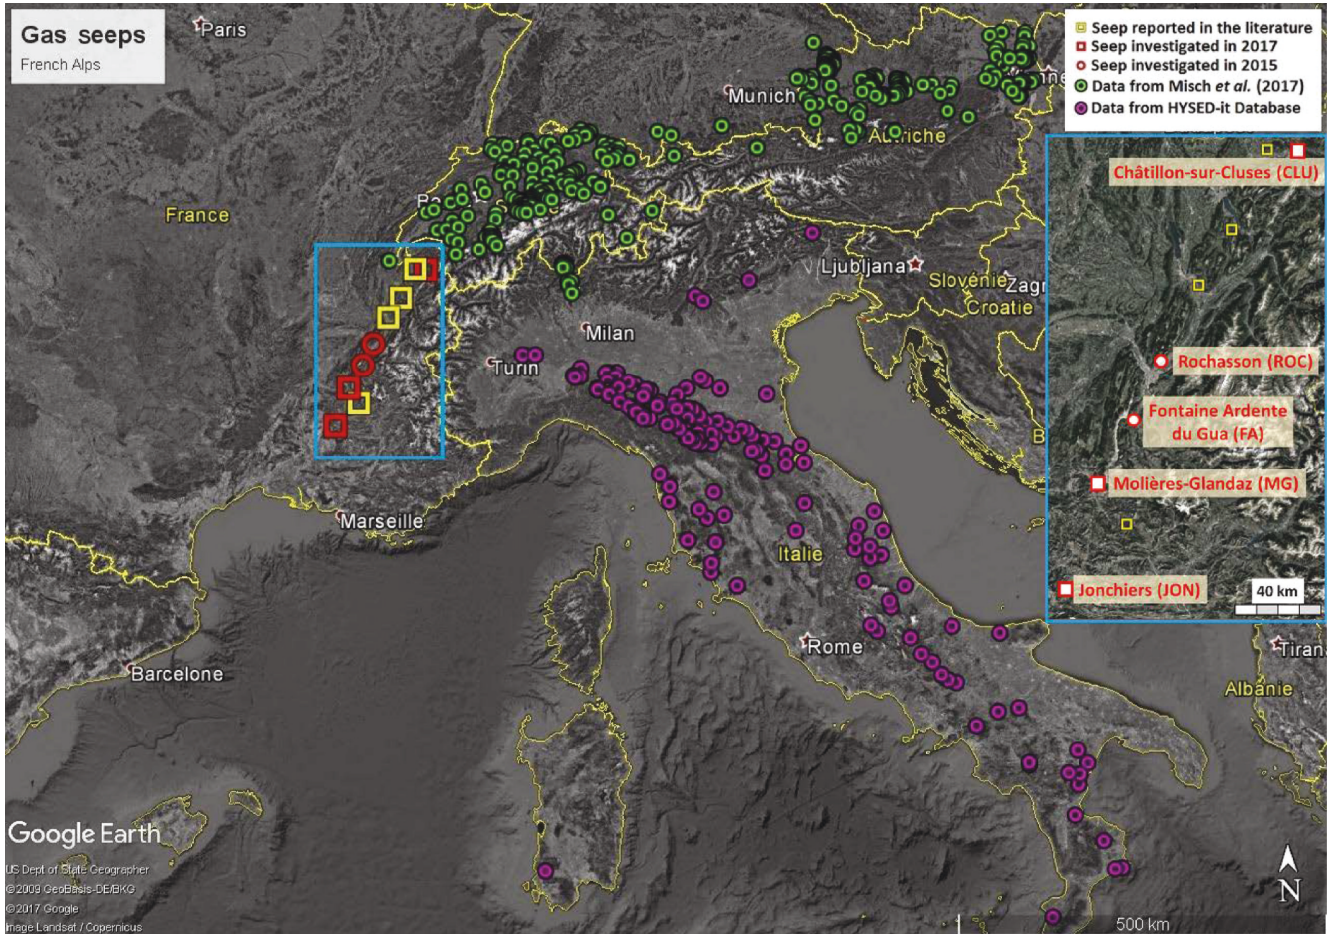 Gas seeps
French Alps
Paris
Seep reported in the literature
Seep investigated in 2017
Seep investigated in 2015
Data from Misch et al. (2017)
Data from HYSED-it Database
Munich
Autriche
France
Châtillon-sur-Cluses (CLU)
Ljubljana
Slovénie
Zagr
Croatie
Milan
Turin
Rochasson (ROC)
Fontaine Ardente
du Gua (FA)
Molières-Glandaz (MG)
Marseille
Italie
Jonchiers (JON)
40 km
Rome
Tirana
Barcelone
Albanie
Google Earth
US Dept of State Geographer
©2009 GeoBasis-DE/BKG
©2017 Google
Image Landsat / Copernicus
N
500 km